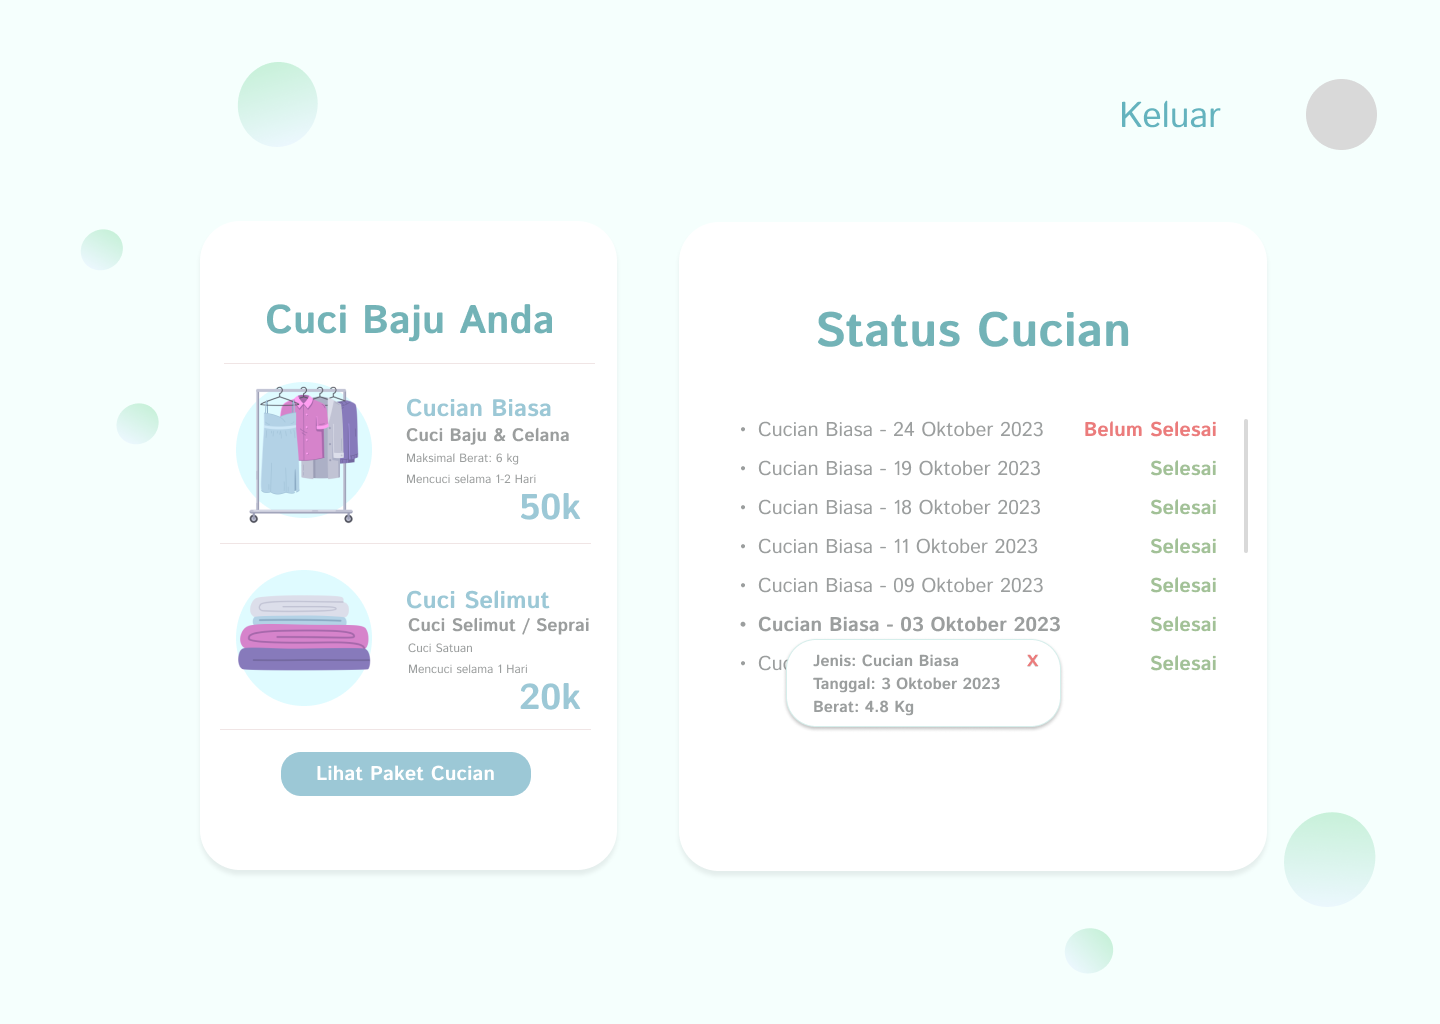 Keluar
Cuci Baju Anda
Cucian Biasa
Cuci Baju & Celana
Maksimal Berat: 6 kg
Mencuci selama 1-2 Hari
50k
Cuci Selimut
Cuci Selimut / Seprai
Cuci Satuan
Mencuci selama 1 Hari
20k
Lihat Paket Cucian
Status Cucian
• Cucian Biasa - 24 Oktober 2023 Belum Selesai
• Cucian Biasa - 19 Oktober 2023 Selesai
• Cucian Biasa - 18 Oktober 2023 Selesai
• Cucian Biasa - 11 Oktober 2023 Selesai
• Cucian Biasa - 09 Oktober 2023 Selesai
• Cucian Biasa - 03 Oktober 2023 Selesai
• Selesai
Jenis: Cucian Biasa X
Tanggal: 3 Oktober 2023
Berat: 4.8 Kg